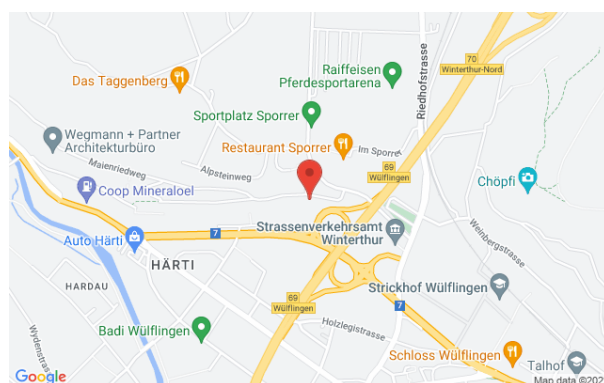 Raiffeisen
Pferdesportarena
70
Winterthur-Nord
Riedhofstrasse
Das Taggenberg
Sportplatz Sporrer
Wegmann + Partner
Architekturbüro
Restaurant Sporrer
Im Sporrer
Maienriedweg
Alpsteinweg
69
Wülflingen
Chöpfi
Coop Mineraloel
7
Strassenverkehrsamt
Winterthur
Weinbergstrasse
Auto Härti
HÄRTI
HARDAU
Strickhof Wülflingen
69
Wülflingen
7
Holzlegistrasse
Badi Wülflingen
Wydenstrass
Schloss Wülflingen
Talhof
Google
Map data ©202